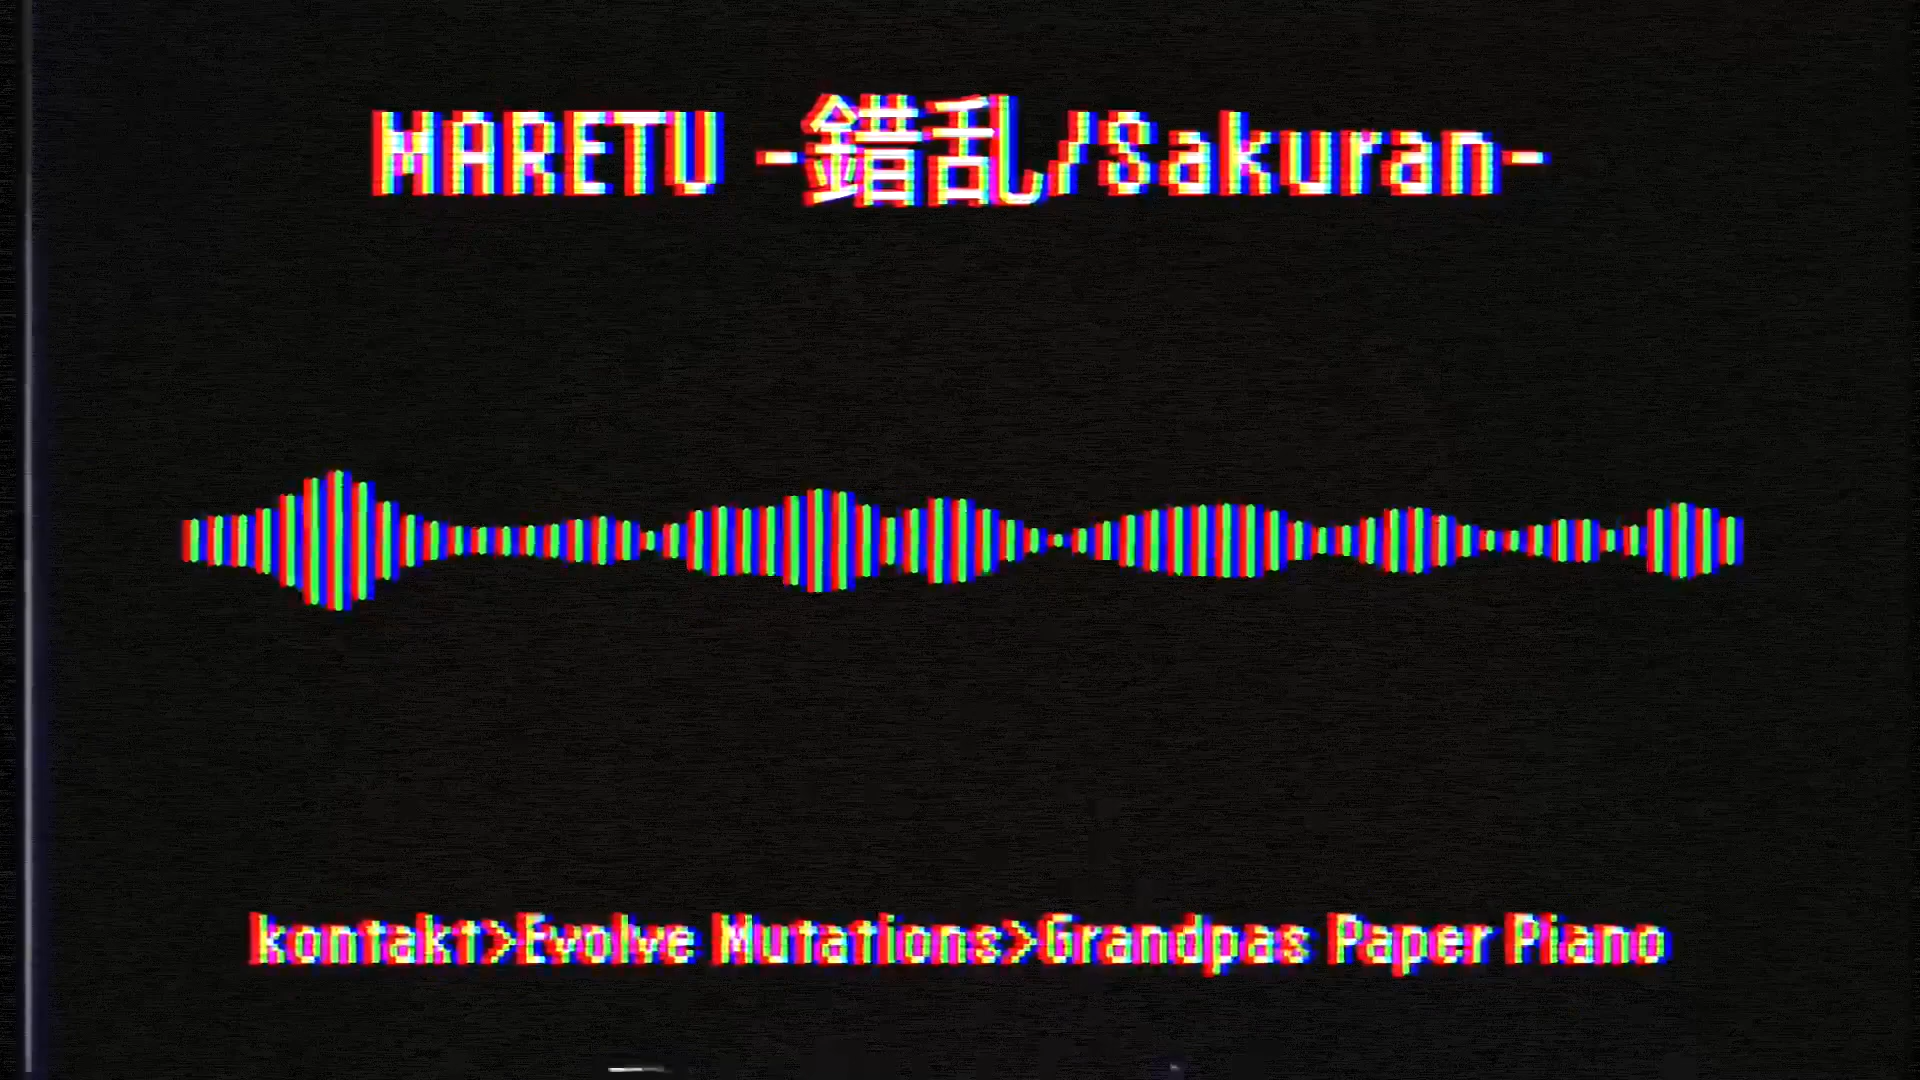 MARETU -錯乱/Sakuran-
kontakt>Evolve Mutations>Grandpas Paper Piano